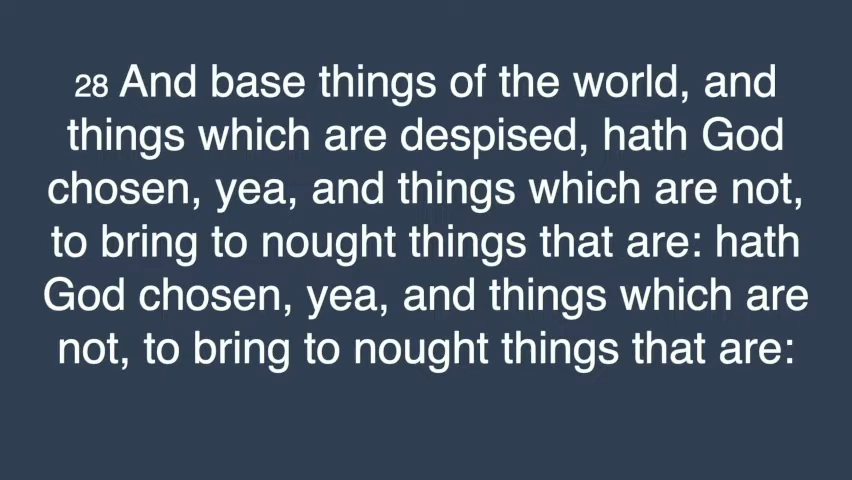 28 And base things of the world, and
things which are despised, hath God
chosen, yea, and things which are not,
to bring to nought things that are: hath
God chosen, yea, and things which are
not, to bring to nought things that are: